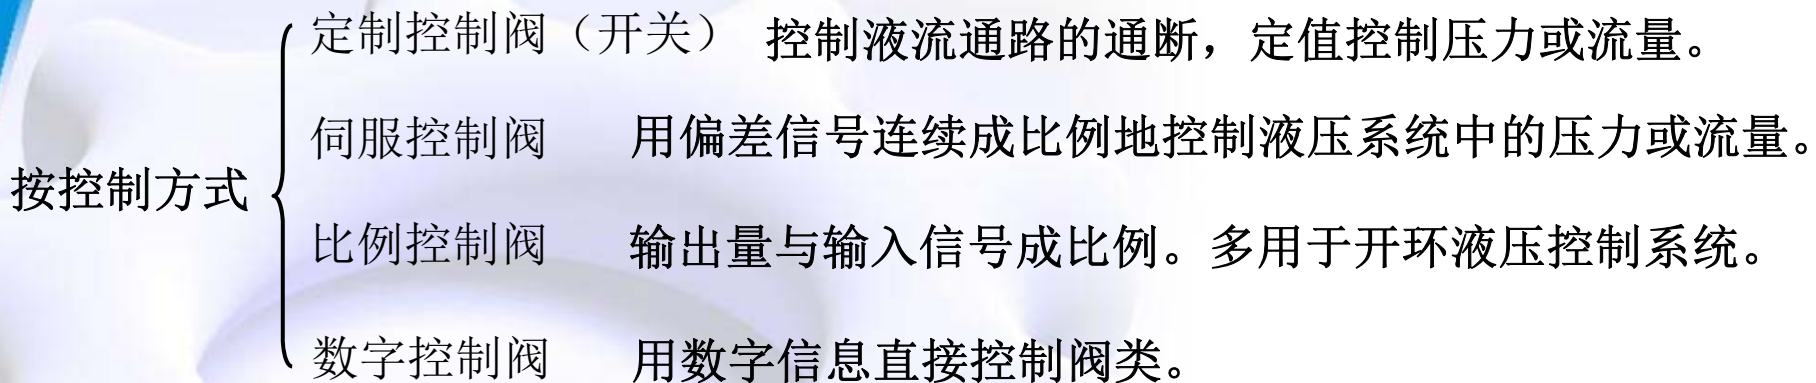 定制控制阀（开关） 控制液流通路的通断，定值控制压力或流量。
伺服控制阀 用偏差信号连续成比例地控制液压系统中的压力或流量。
按控制方式
比例控制阀 输出量与输入信号成比例。多用于开环液压控制系统。
数字控制阀 用数字信息直接控制阀类。